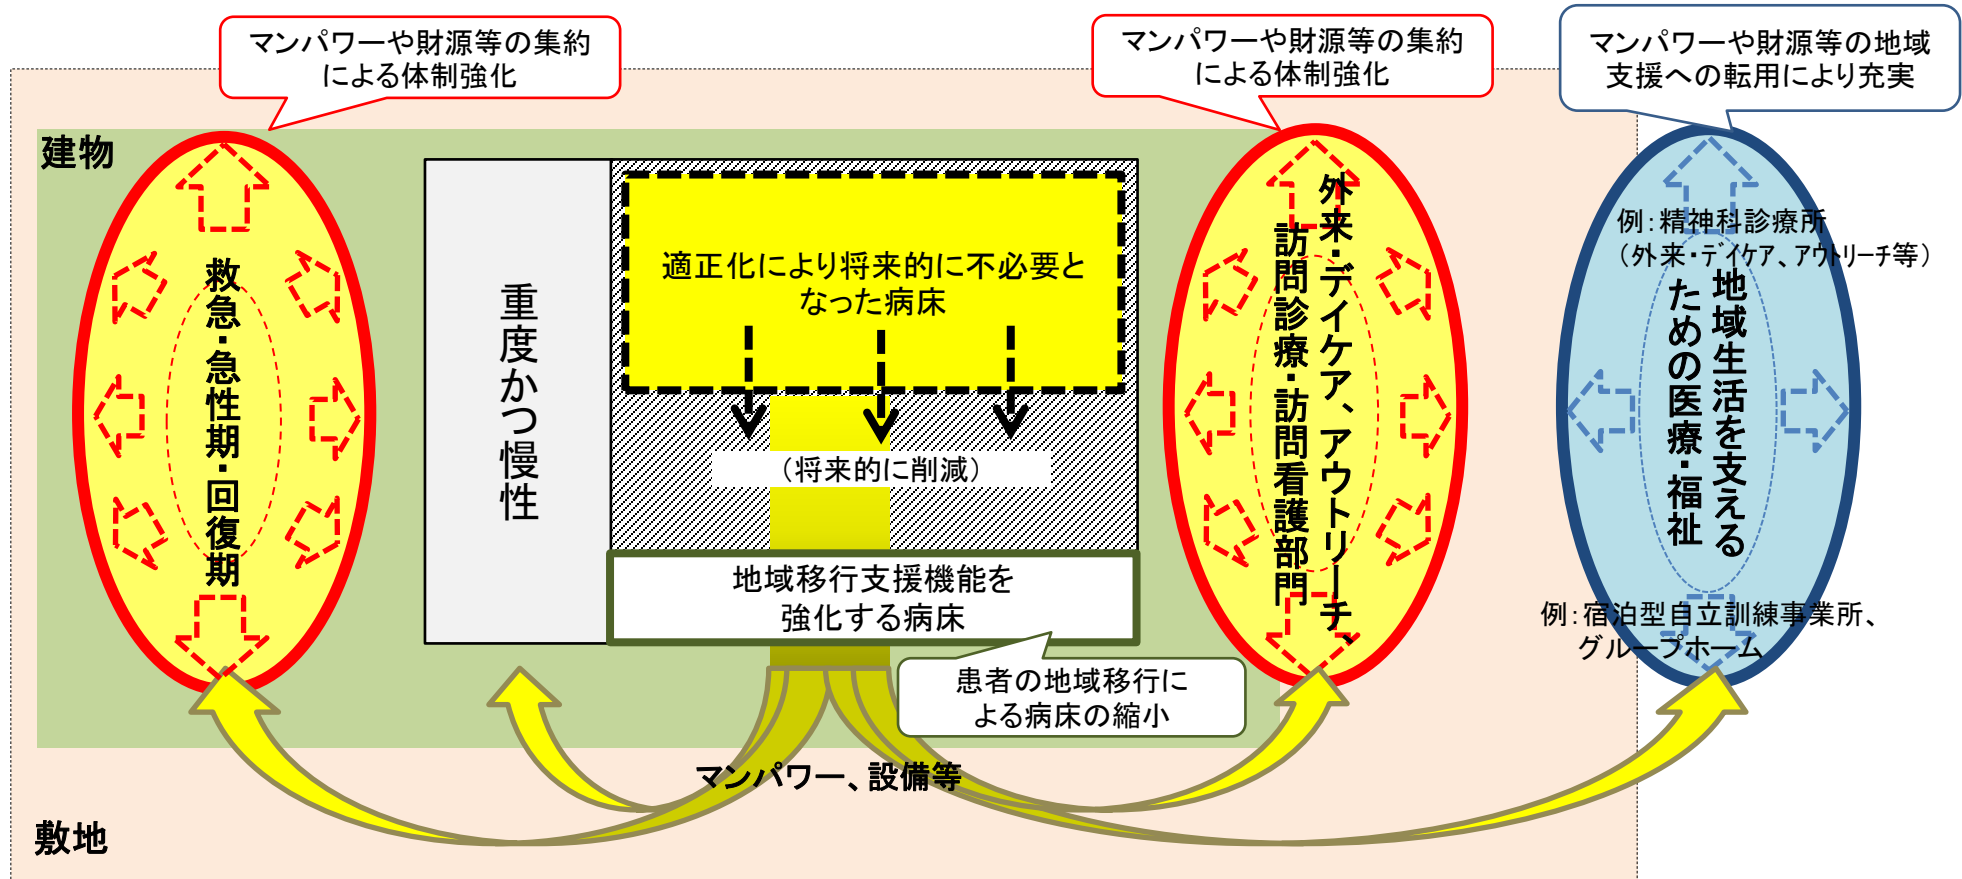 マンパワーや財源等の集約
による体制強化
マンパワーや財源等の集約
による体制強化
マンパワーや財源等の地域
支援への転用により充実
建物
救急・急性期・回復期
重度かつ慢性
適正化により将来的に不必要と
なった病床
（将来的に削減）
地域移行支援機能を
強化する病床
患者の地域移行に
よる病床の縮小
外来・デイケア、アウトリーチ、
訪問診療・訪問看護部門
例：精神科診療所
（外来・デイケア、アウトリーチ等）
地域生活を支える
ための医療・福祉
例：宿泊型自立訓練事業所、
グループホーム
マンパワー、設備等
敷地